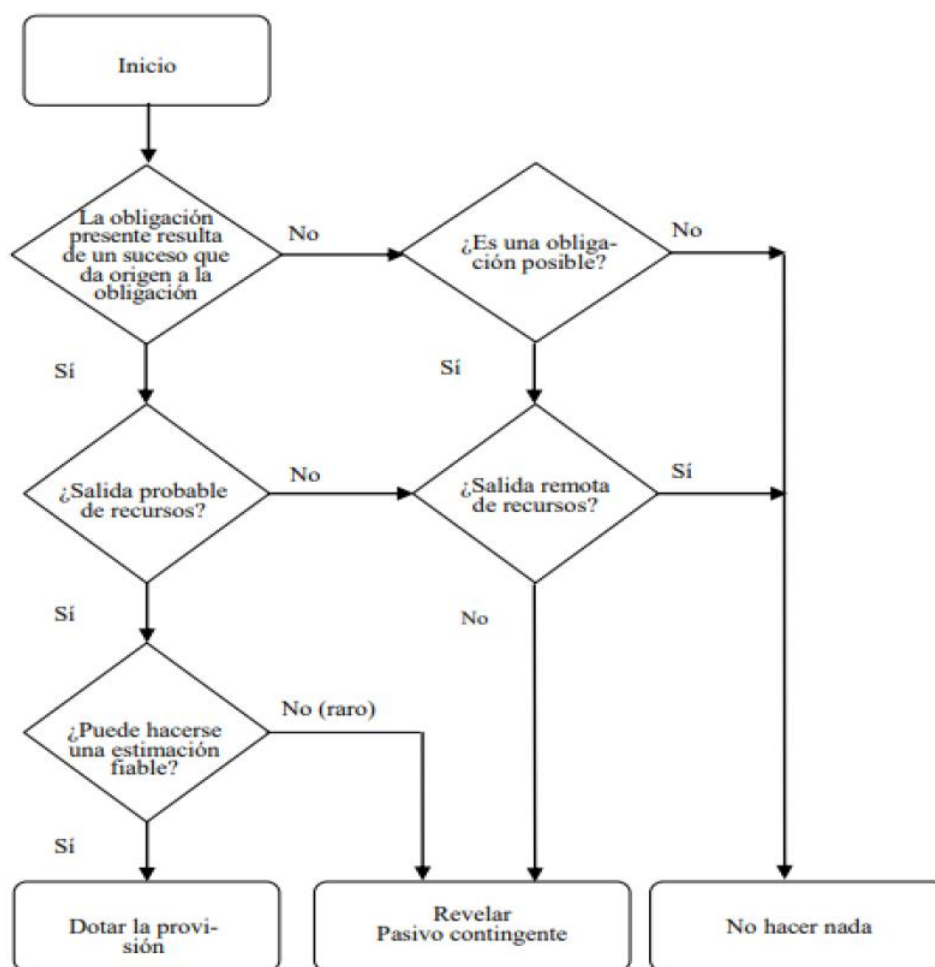 Inicio
La obligación
presente resulta
de un suceso que
da origen a la
obligación
No
¿Es una obliga-
ción posible?
No
Sí
Sí
¿Salida probable
de recursos?
No
¿Salida remota
de recursos?
Sí
Sí
No
¿Puede hacerse
una estimación
fiable?
No (raro)
Sí
Dotar la provi-
sión
Revelar
Pasivo contingente
No hacer nada